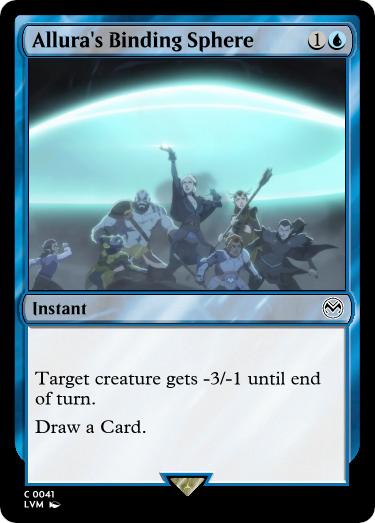 Allura's Binding Sphere 1
Instant
Target creature gets -3/-1 until end
of turn.
Draw a Card.
C 0041
LVM